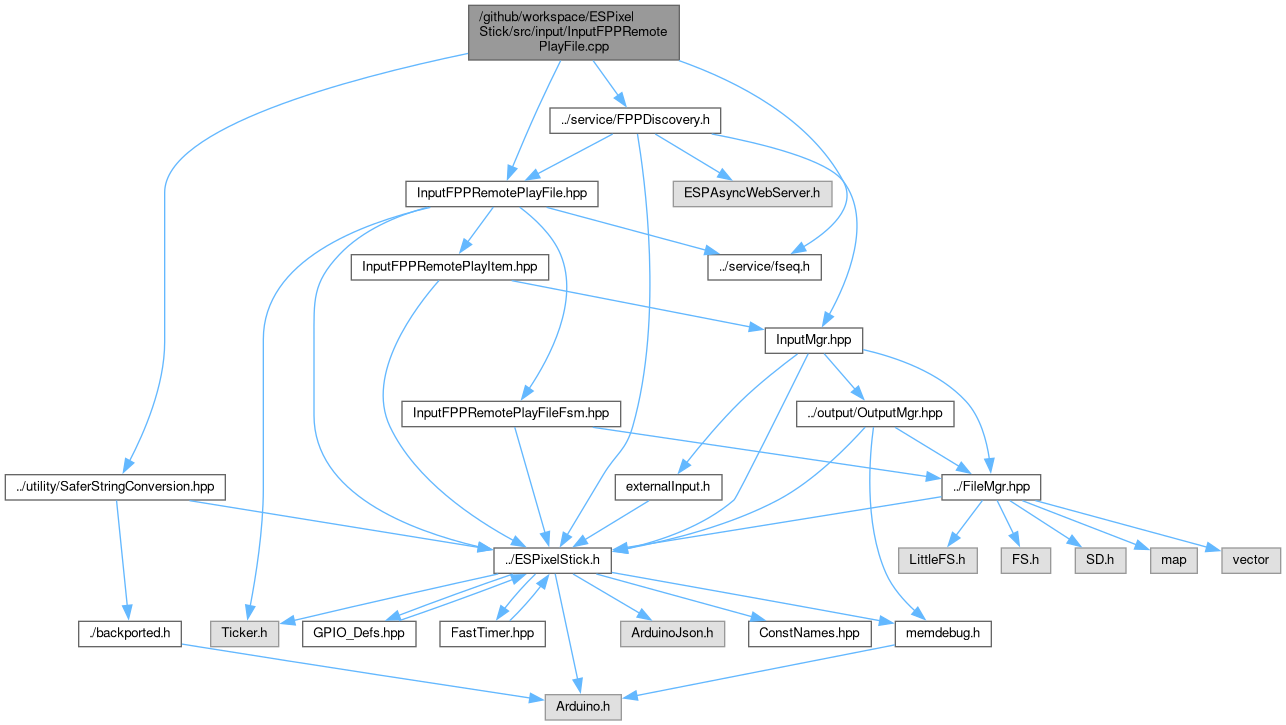 /github/workspace/ESPixel
Stick/src/input/InputFPPRemote
PlayFile.cpp
../service/FPPDiscovery.h
InputFPPRemotePlayFile.hpp
ESPAsyncWebServer.h
InputFPPRemotePlayItem.hpp
../service/fseq.h
InputMgr.hpp
InputFPPRemotePlayFileFsm.hpp
../output/OutputMgr.hpp
../utility/SaferStringConversion.hpp
externalInput.h
../FileMgr.hpp
../ESPixelStick.h
LittleFS.h
FS.h
SD.h
map
vector
./backported.h
Ticker.h
GPIO_Defs.hpp
FastTimer.hpp
ArduinoJson.h
ConstNames.hpp
memdebug.h
Arduino.h